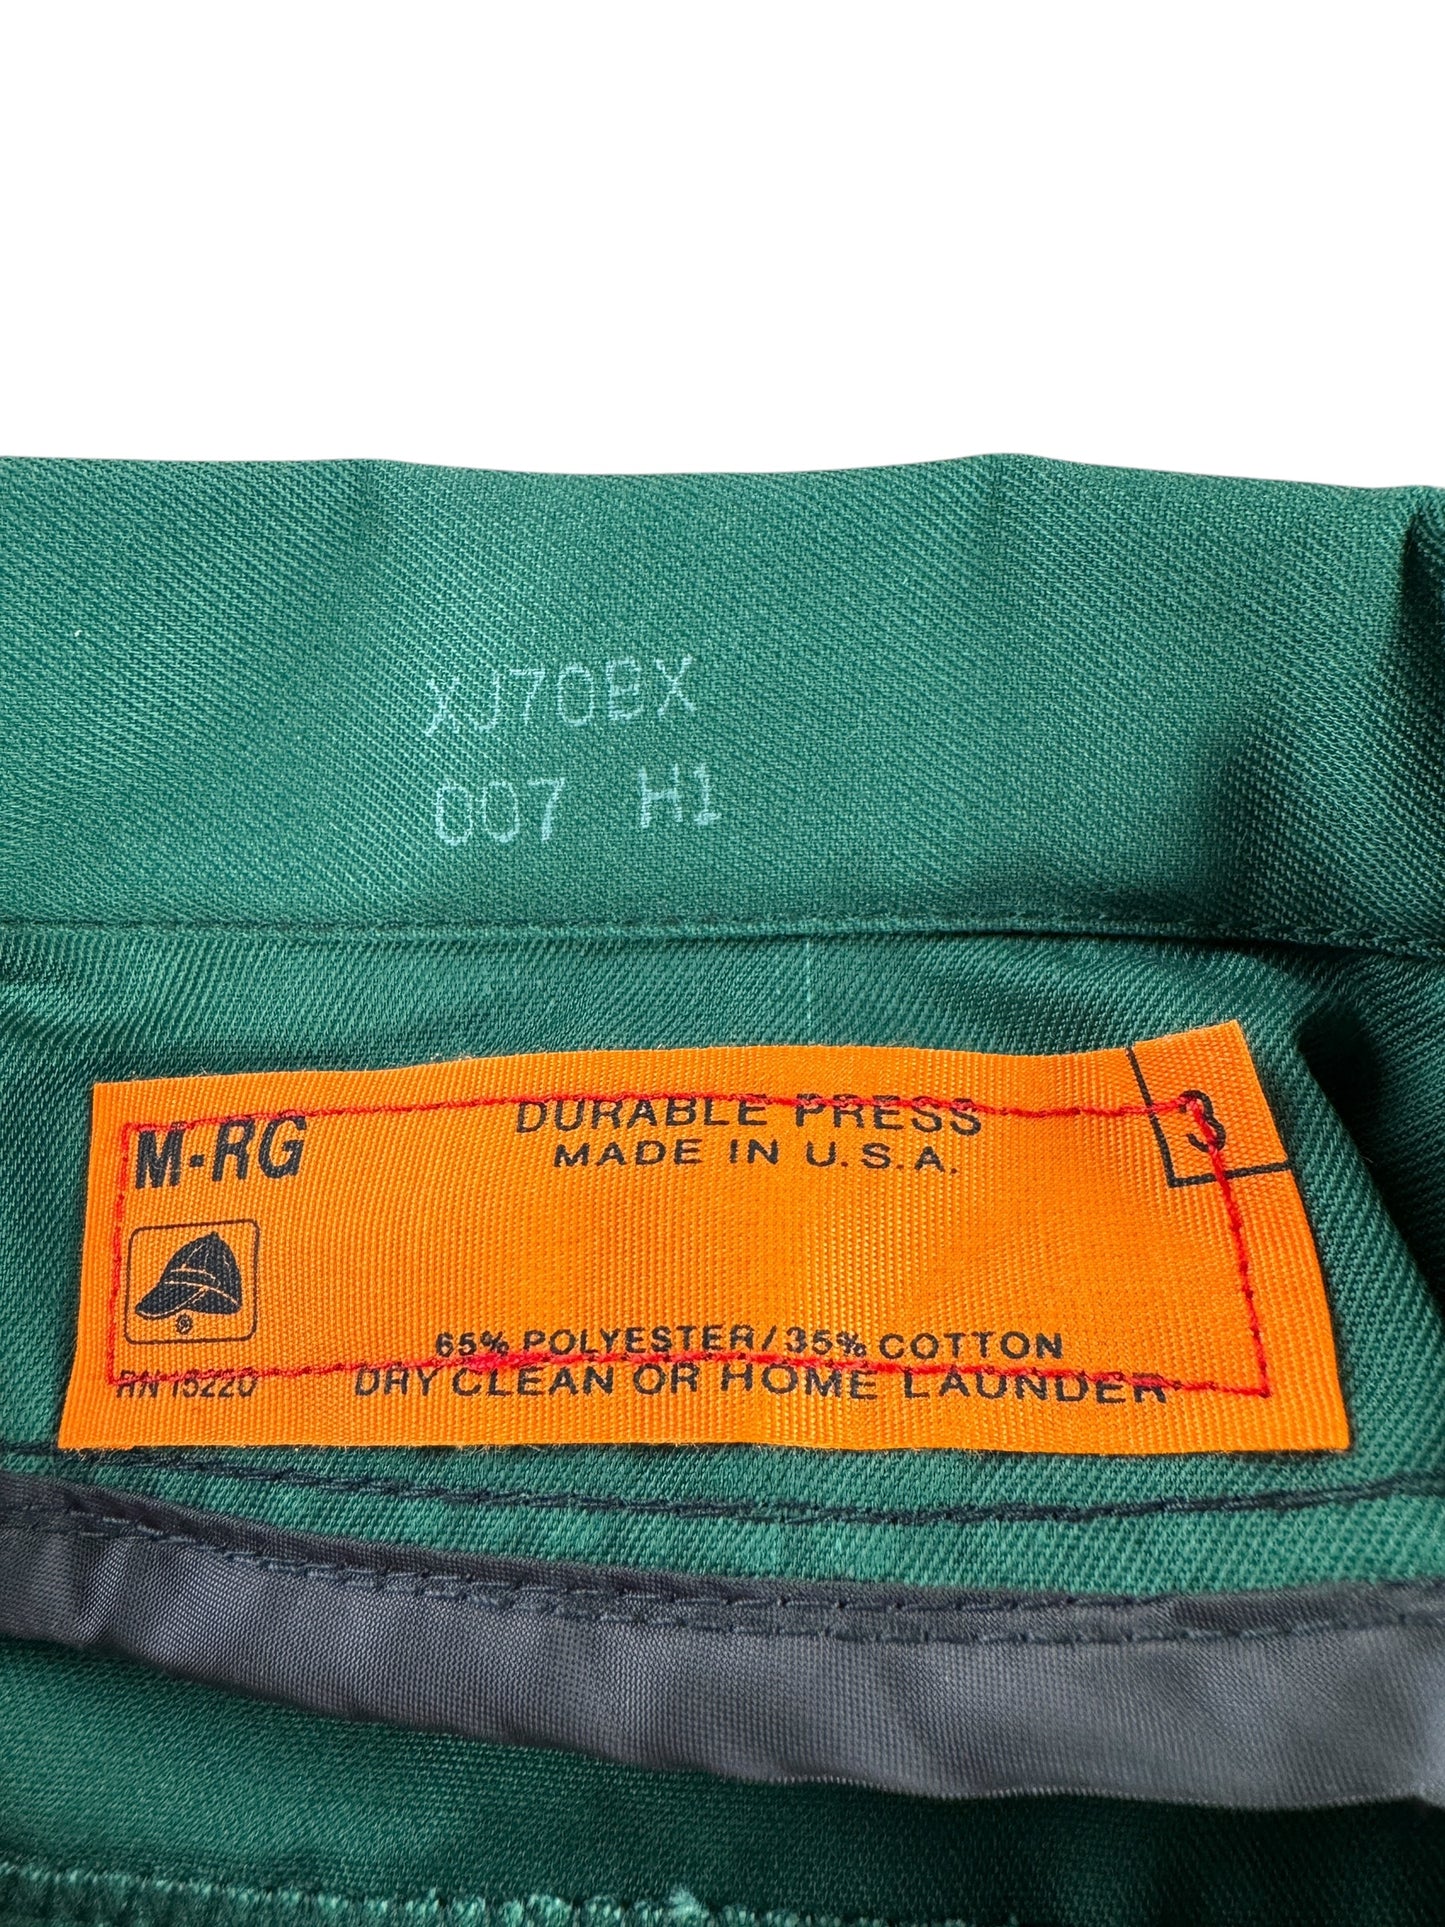 XJ70BX
007 H1
M-RG
DURABLE PRESS
MADE IN U.S.A.
3
®
65% POLYESTER/35% COTTON
RN 15220
DRY CLEAN OR HOME LAUNDER